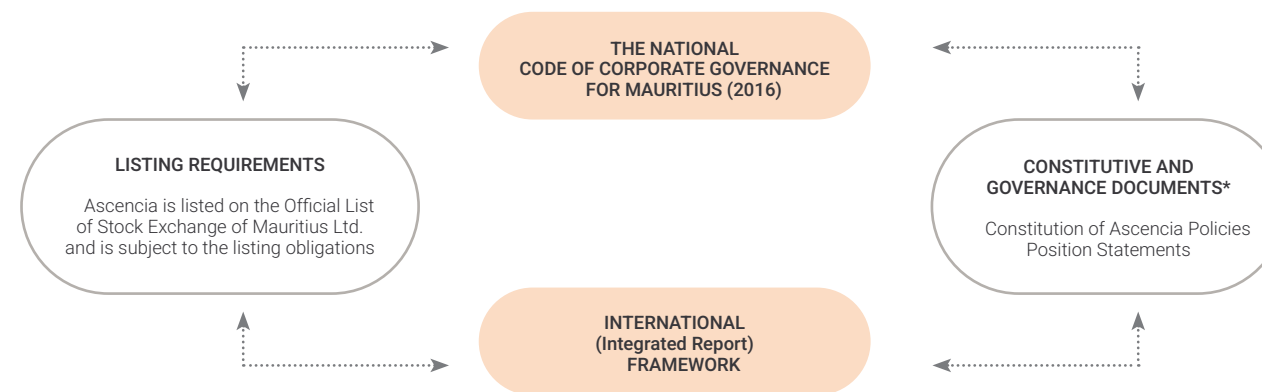 THE NATIONAL
CODE OF CORPORATE GOVERNANCE
FOR MAURITIUS (2016)
LISTING REQUIREMENTS
Ascencia is listed on the Official List
of Stock Exchange of Mauritius Ltd.
and is subject to the listing obligations
CONSTITUTIVE AND
GOVERNANCE DOCUMENTS*
Constitution of Ascencia Policies
Position Statements
INTERNATIONAL
(Integrated Report)
FRAMEWORK